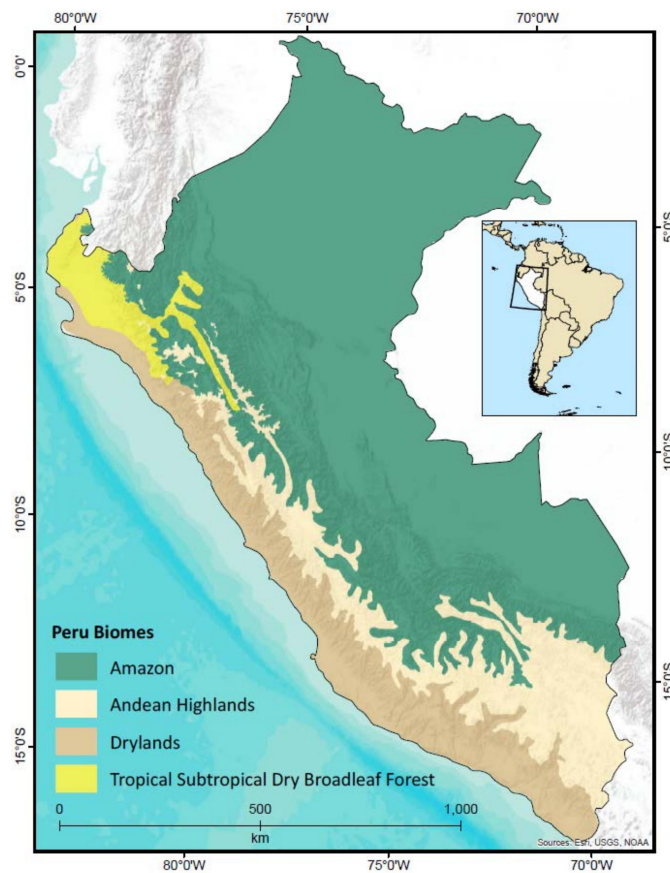 80°0'W 75°0'W 70°0'W
0°0'
5°0'S
5°0'S
10°0'S
10°0'S
15°0'S
15°0'S
Peru Biomes
Amazon
Andean Highlands
Drylands
Tropical Subtropical Dry Broadleaf Forest
0 500 1,000
km
Sources: Esri, USGS, NOAA
80°0'W 75°0'W 70°0'W